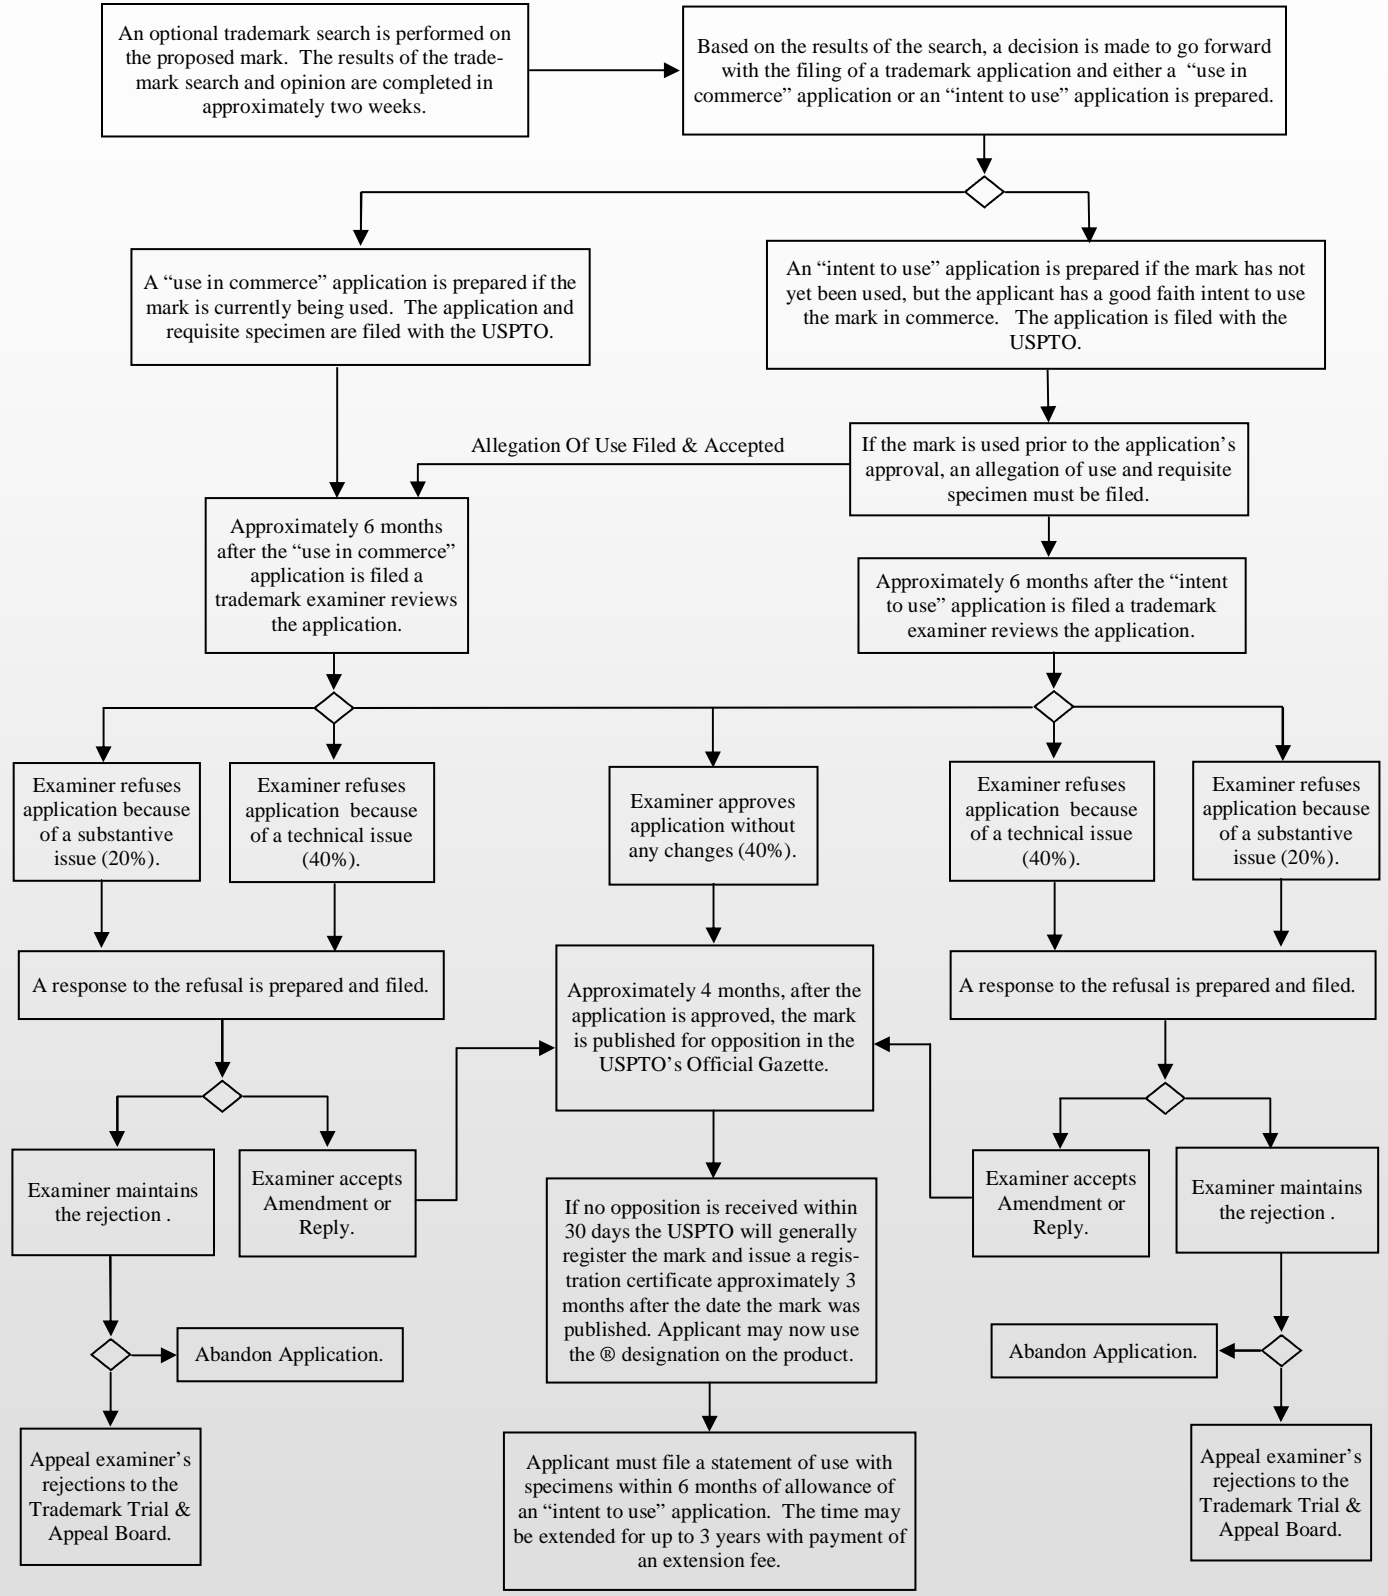 An optional trademark search is performed on
the proposed mark.  The results of the trade-
mark search and opinion are completed in
approximately two weeks.
Based on the results of the search, a decision is made to go forward
with the filing of a trademark application and either a  “use in
commerce” application or an “intent to use” application is prepared.
A “use in commerce” application is prepared if the
mark is currently being used.  The application and
requisite specimen are filed with the USPTO.
An “intent to use” application is prepared if the mark has not
yet been used, but the applicant has a good faith intent to use
the mark in commerce.   The application is filed with the
USPTO.
Allegation Of Use Filed & Accepted
If the mark is used prior to the application’s
approval, an allegation of use and requisite
specimen must be filed.
Approximately 6 months
after the “use in commerce”
application is filed a
trademark examiner reviews
the application.
Approximately 6 months after the “intent
to use” application is filed a trademark
examiner reviews the application.
Examiner refuses
application because
of a substantive
issue (20%).
Examiner refuses
application  because
of a technical issue
(40%).
Examiner approves
application without
any changes (40%).
Examiner refuses
application  because
of a technical issue
(40%).
Examiner refuses
application because
of a substantive
issue (20%).
A response to the refusal is prepared and filed.
Approximately 4 months, after the
application is approved, the mark
is published for opposition in the
USPTO’s Official Gazette.
A response to the refusal is prepared and filed.
Examiner maintains
the rejection .
Examiner accepts
Amendment or
Reply.
If no opposition is received within
30 days the USPTO will generally
register the mark and issue a regis-
tration certificate approximately 3
months after the date the mark was
published. Applicant may now use
the ® designation on the product.
Examiner accepts
Amendment or
Reply.
Examiner maintains
the rejection .
Abandon Application.
Abandon Application.
Appeal examiner’s
rejections to the
Trademark Trial &
Appeal Board.
Applicant must file a statement of use with
specimens within 6 months of allowance of
an “intent to use” application.  The time may
be extended for up to 3 years with payment of
an extension fee.
Appeal examiner’s
rejections to the
Trademark Trial &
Appeal Board.